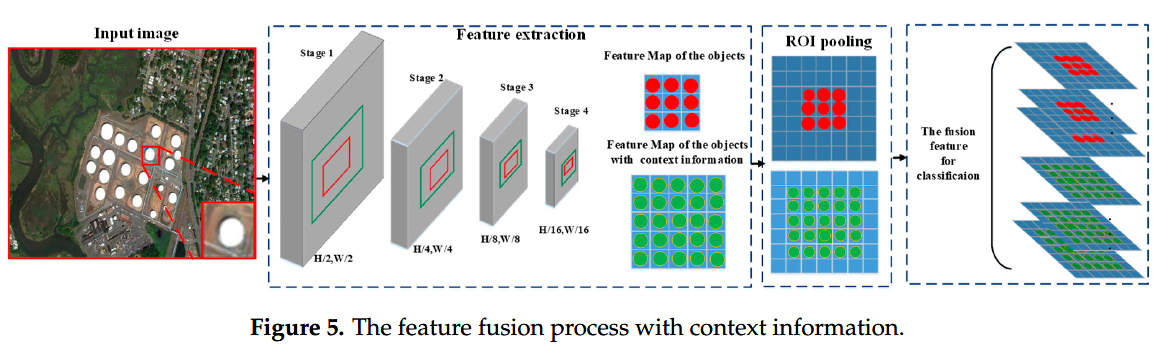 Input image
Feature extraction
Stage 1
Stage 2
Stage 3
Stage 4
H/2,W/2
H/4,W/4
H/8,W/8
H/16,W/16
Feature Map of the objects
Feature Map of the objects
with context information
ROI pooling
The fusion
feature
for
classificaion
Figure 5. The feature fusion process with context information.